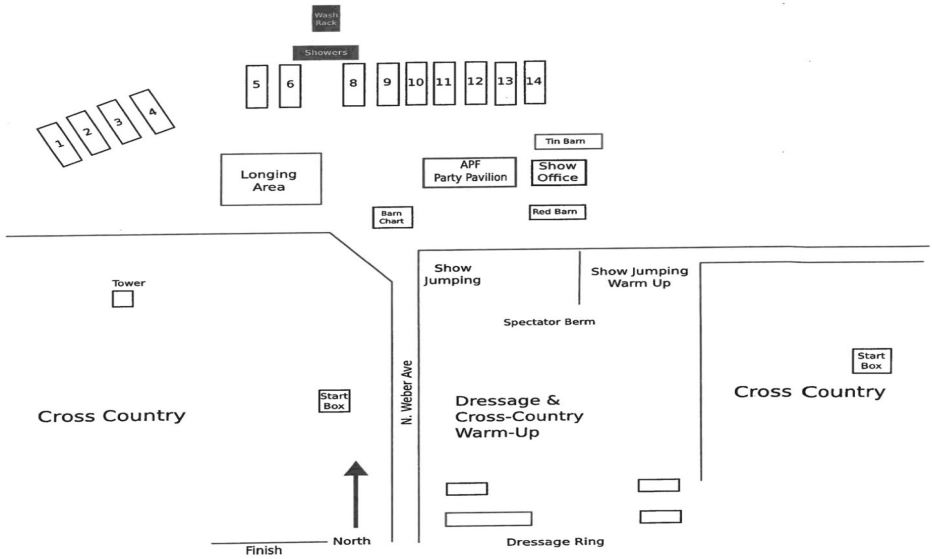 Wash
Rack
Showers
5
6
8
9
10
11
12
13
14
1
2
3
4
Tin Barn
Longing
Area
APF
Party Pavilion
Show
Office
Barn
Chart
Red Barn
Show
Jumping
Show Jumping
Warm Up
Tower
Spectator Berm
Start
Box
Cross Country
N. Weber Ave
Start
Box
Cross Country
Dressage &
Cross-Country
Warm-Up
North
Finish
Dressage Ring